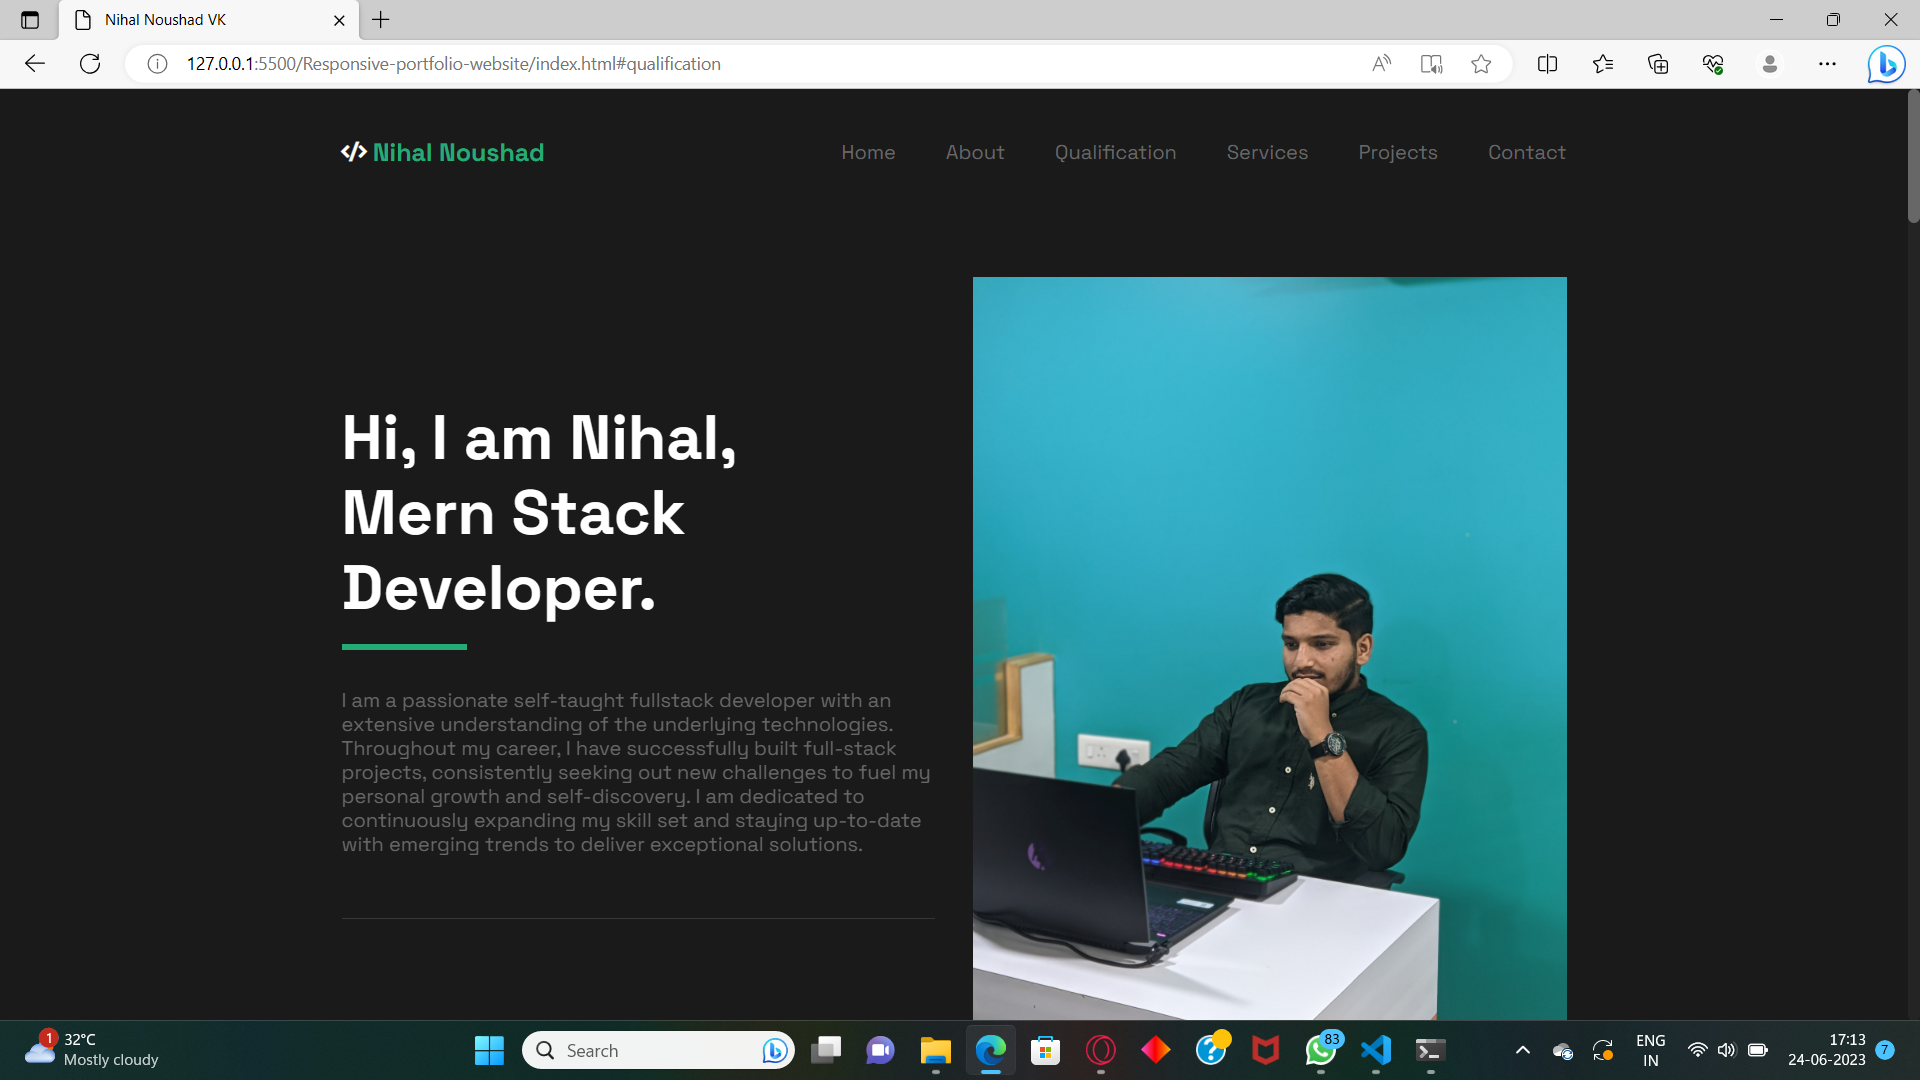 Nihal Noushad VK
127.0.0.1:5500/Responsive-portfolio-website/index.html#qualification
</> Nihal Noushad
Home About Qualification Services Projects Contact
Hi, I am Nihal,
Mern Stack
Developer.
I am a passionate self-taught fullstack developer with an
extensive understanding of the underlying technologies.
Throughout my career, I have successfully built full-stack
projects, consistently seeking out new challenges to fuel my
personal growth and self-discovery. I am dedicated to
continuously expanding my skill set and staying up-to-date
with emerging trends to deliver exceptional solutions.
1
32°C
Mostly cloudy
Search
83
ENG
IN
17:13
24-06-2023
7